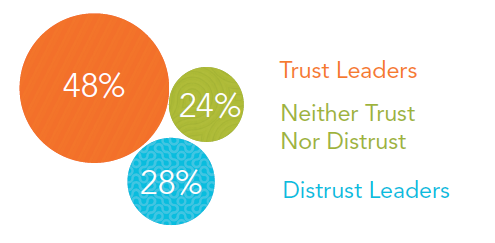 48%
24%
28%
Trust Leaders
Neither Trust
Nor Distrust
Distrust Leaders